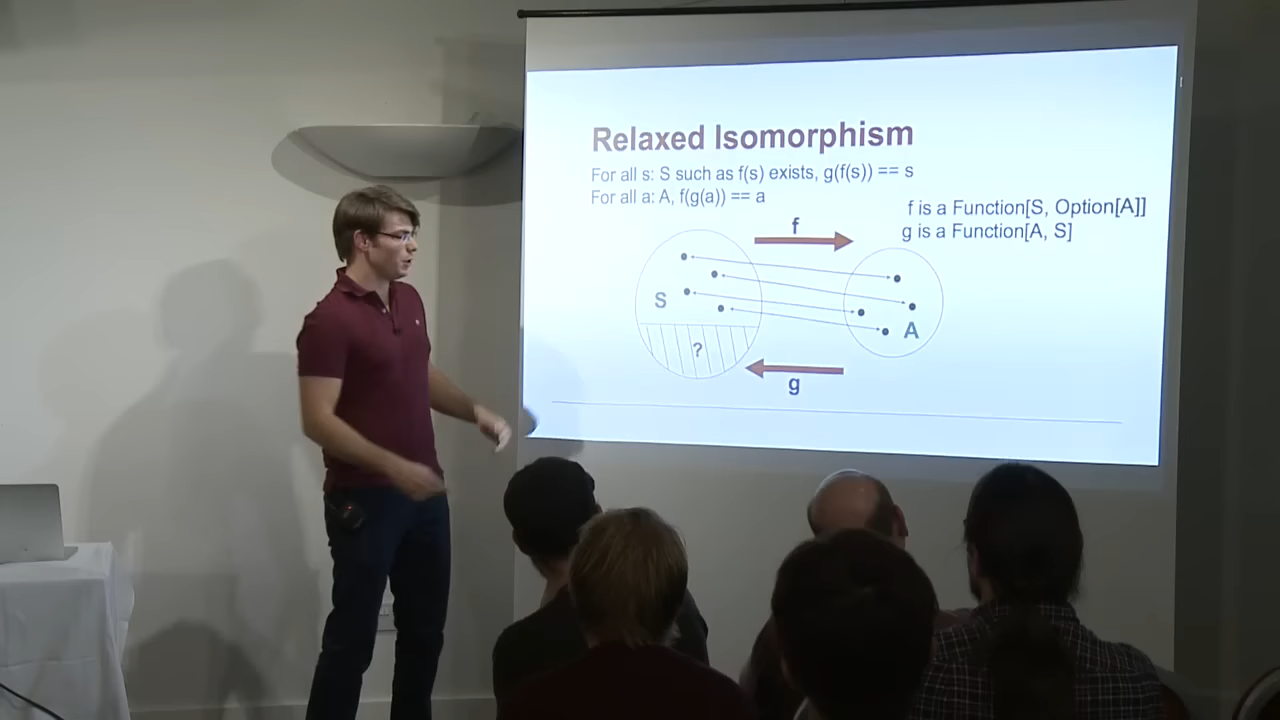 Relaxed Isomorphism
For all s: S such as f(s) exists, g(f(s)) == s
For all a: A, f(g(a)) == a
f is a Function[S, Option[A]]
g is a Function[A, S]
f
S
A
?
g